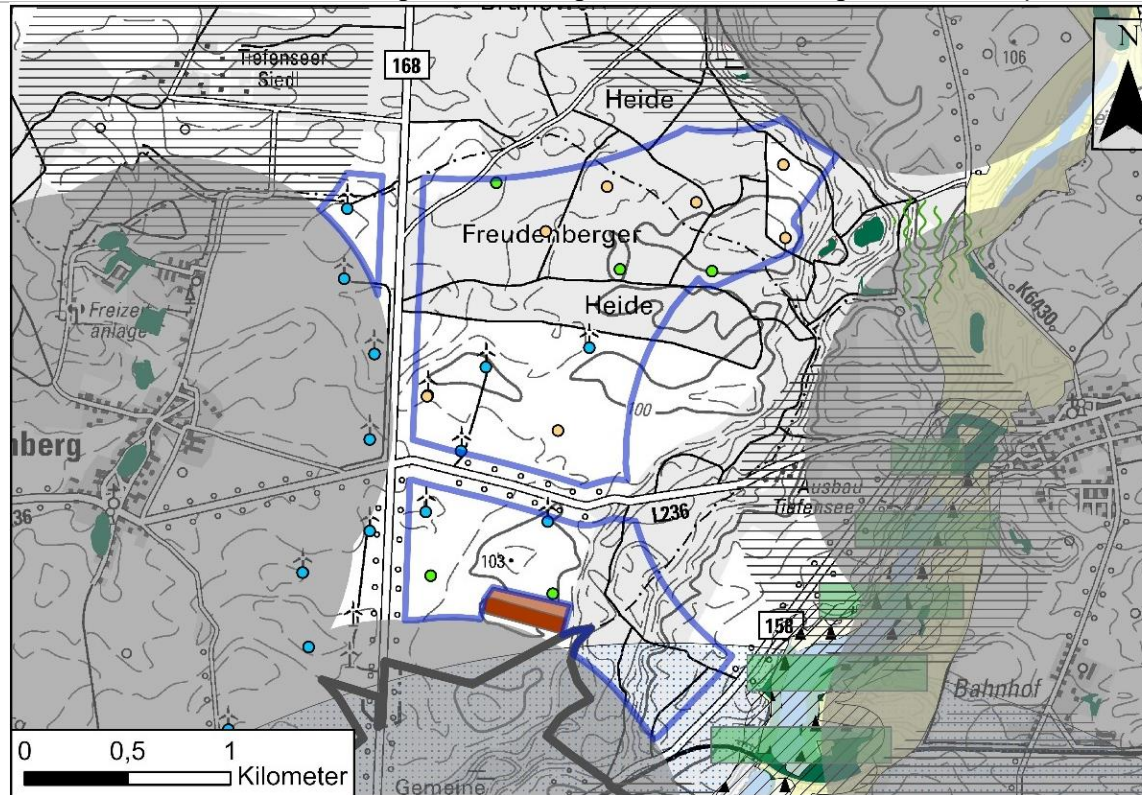 Tiefenseer
Siedl
168
Heide
106
N
Freudenberger
Heide
Freizeit
anlage
K6430
110
100
nberg
36
L236
Ausbau
Tiefensee
103
158
Bahnhof
0 0,5 1
Kilometer
Gemeine